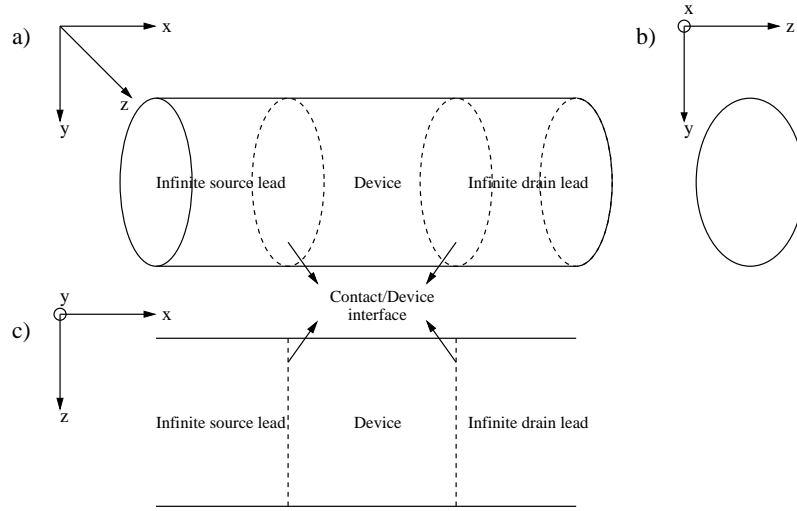 a)
x
z
y
Infinite source lead
Device
Infinite drain lead
b)
x
z
y
Contact/Device
interface
c)
y
x
z
Infinite source lead
Device
Infinite drain lead